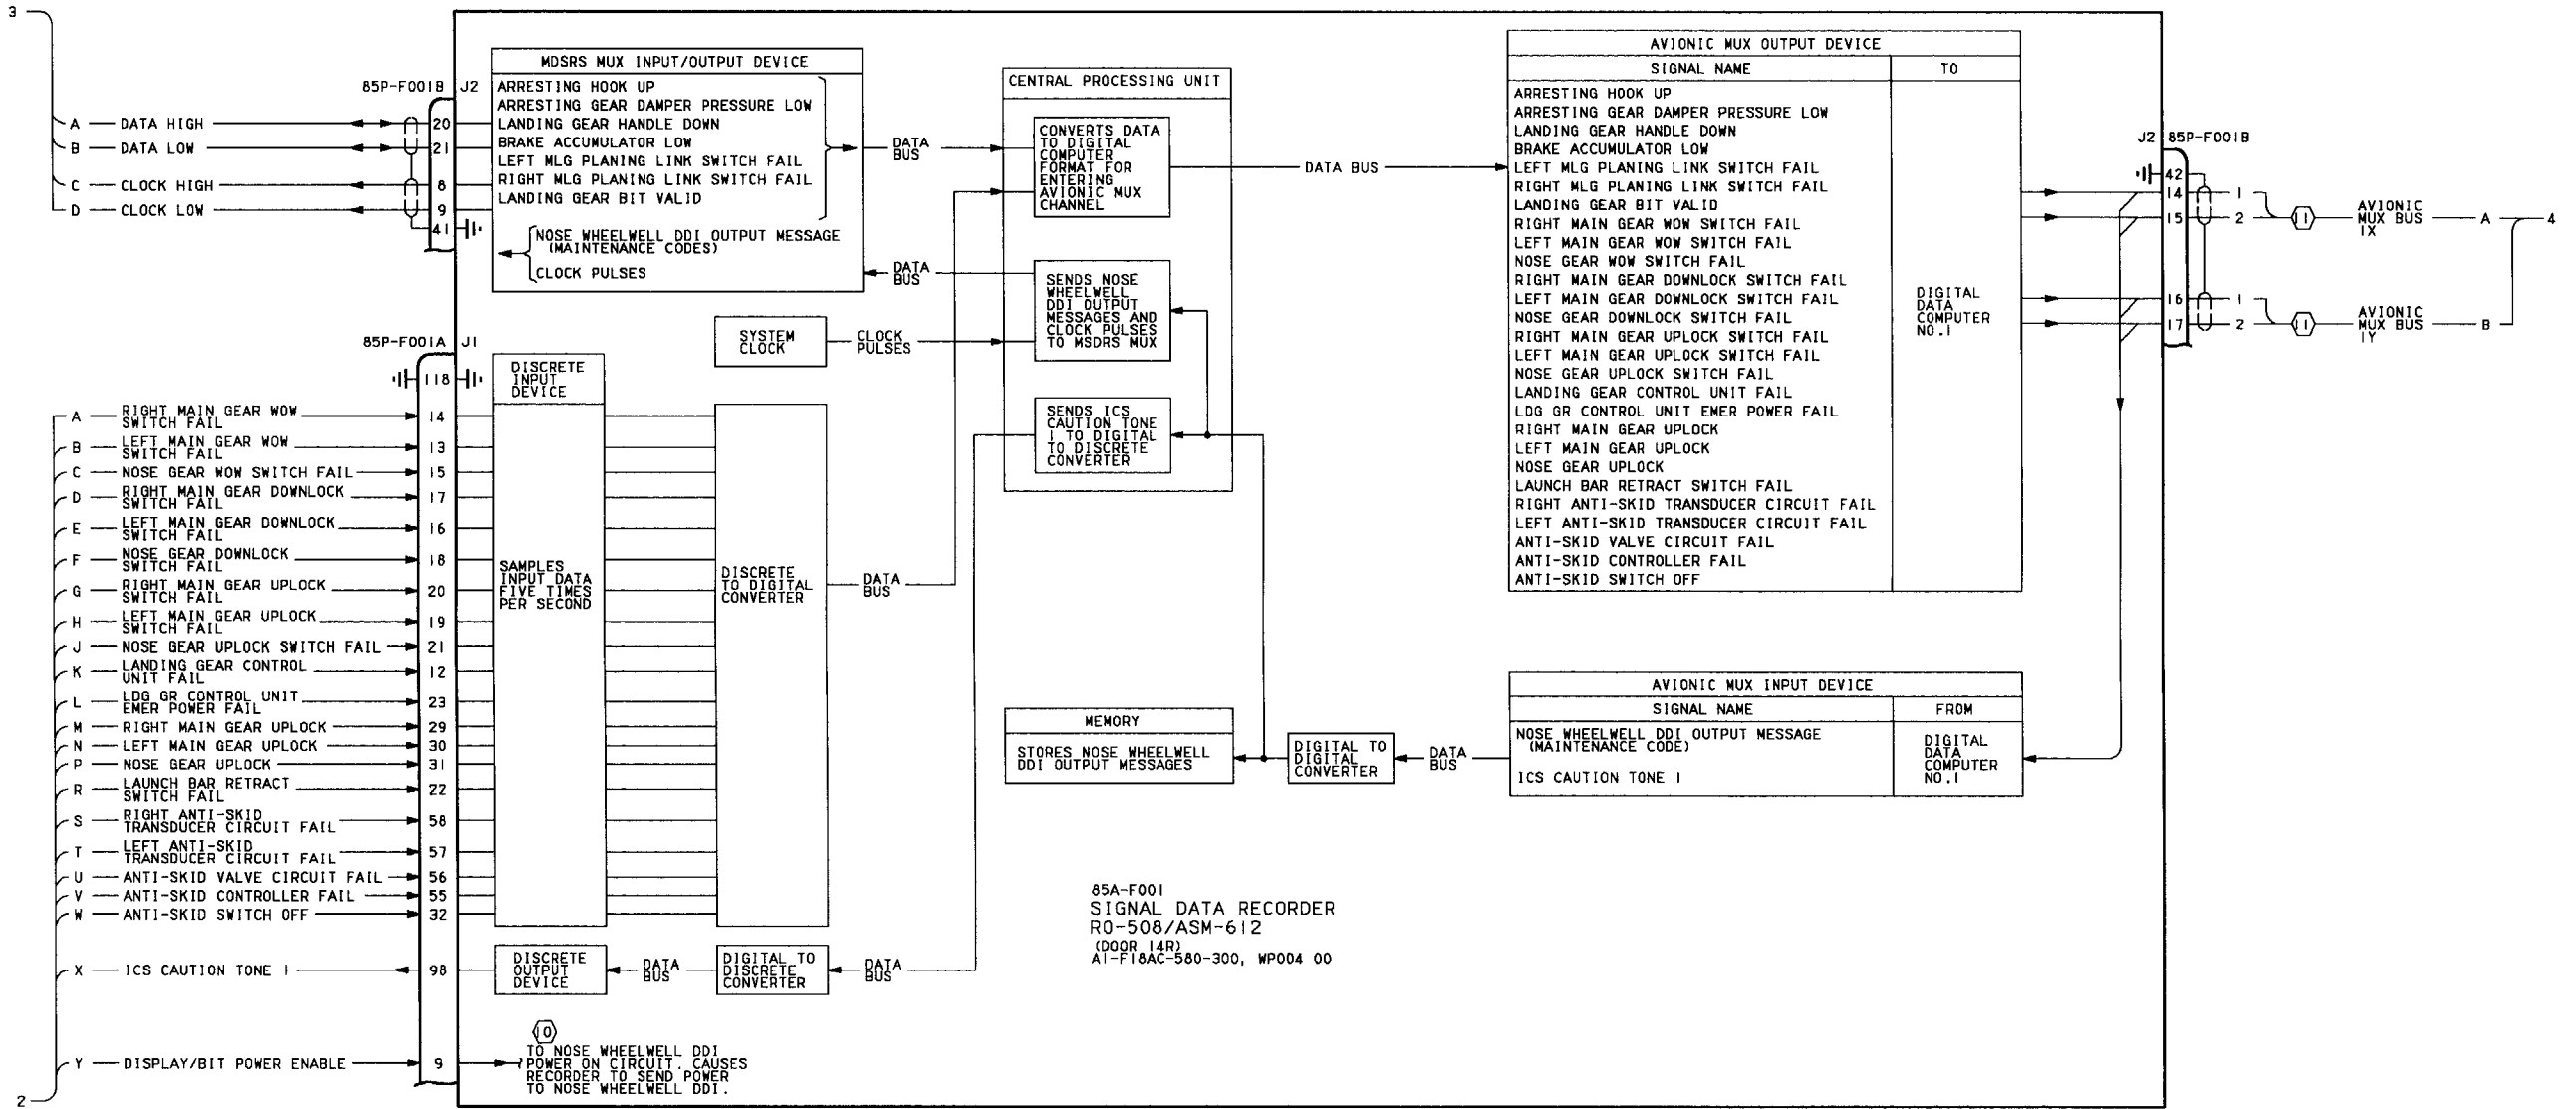 3
MDSRS MUX INPUT/OUTPUT DEVICE
85P-F001B
J2
ARRESTING HOOK UP
ARRESTING GEAR DAMPER PRESSURE LOW
LANDING GEAR HANDLE DOWN
BRAKE ACCUMULATOR LOW
LEFT MLG PLANING LINK SWITCH FAIL
RIGHT MLG PLANING LINK SWITCH FAIL
LANDING GEAR BIT VALID
NOSE WHEELWELL DDI OUTPUT MESSAGE
(MAINTENANCE CODES)
CLOCK PULSES
A DATA HIGH 20
B DATA LOW 21
C CLOCK HIGH 8
D CLOCK LOW 9
41
DATA
BUS
DATA
BUS
CENTRAL PROCESSING UNIT
CONVERTS DATA
TO DIGITAL
COMPUTER
FORMAT FOR
ENTERING
AVIONIC MUX
CHANNEL
SENDS NOSE
WHEELWELL
DDI OUTPUT
MESSAGES AND
CLOCK PULSES
TO MSDRS MUX
SENDS ICS
CAUTION TONE
1 TO DIGITAL
TO DISCRETE
CONVERTER
SYSTEM
CLOCK
CLOCK
PULSES
DATA BUS
AVIONIC MUX OUTPUT DEVICE
SIGNAL NAME
TO
ARRESTING HOOK UP
ARRESTING GEAR DAMPER PRESSURE LOW
LANDING GEAR HANDLE DOWN
BRAKE ACCUMULATOR LOW
LEFT MLG PLANING LINK SWITCH FAIL
RIGHT MLG PLANING LINK SWITCH FAIL
LANDING GEAR BIT VALID
RIGHT MAIN GEAR WOW SWITCH FAIL
LEFT MAIN GEAR WOW SWITCH FAIL
NOSE GEAR WOW SWITCH FAIL
RIGHT MAIN GEAR DOWNLOCK SWITCH FAIL
LEFT MAIN GEAR DOWNLOCK SWITCH FAIL
NOSE GEAR DOWNLOCK SWITCH FAIL
RIGHT MAIN GEAR UPLOCK SWITCH FAIL
LEFT MAIN GEAR UPLOCK SWITCH FAIL
NOSE GEAR UPLOCK SWITCH FAIL
LANDING GEAR CONTROL UNIT FAIL
LDG GR CONTROL UNIT EMER POWER FAIL
RIGHT MAIN GEAR UPLOCK
LEFT MAIN GEAR UPLOCK
NOSE GEAR UPLOCK
LAUNCH BAR RETRACT SWITCH FAIL
RIGHT ANTI-SKID TRANSDUCER CIRCUIT FAIL
LEFT ANTI-SKID TRANSDUCER CIRCUIT FAIL
ANTI-SKID VALVE CIRCUIT FAIL
ANTI-SKID CONTROLLER FAIL
ANTI-SKID SWITCH OFF
DIGITAL
DATA
COMPUTER
NO.1
J2 85P-F001B
42
14 1
15 2
11
AVIONIC
MUX BUS
1X
A
4
16 1
17 2
11
AVIONIC
MUX BUS
1Y
B
85P-F001A
J1
118
DISCRETE
INPUT
DEVICE
A RIGHT MAIN GEAR WOW
SWITCH FAIL 14
B LEFT MAIN GEAR WOW
SWITCH FAIL 13
C NOSE GEAR WOW SWITCH FAIL 15
D RIGHT MAIN GEAR DOWNLOCK
SWITCH FAIL 17
E LEFT MAIN GEAR DOWNLOCK
SWITCH FAIL 16
F NOSE GEAR DOWNLOCK
SWITCH FAIL 18
G RIGHT MAIN GEAR UPLOCK
SWITCH FAIL 20
H LEFT MAIN GEAR UPLOCK
SWITCH FAIL 19
J NOSE GEAR UPLOCK SWITCH FAIL 21
K LANDING GEAR CONTROL
UNIT FAIL 12
L LDG GR CONTROL UNIT
EMER POWER FAIL 23
M RIGHT MAIN GEAR UPLOCK 29
N LEFT MAIN GEAR UPLOCK 30
P NOSE GEAR UPLOCK 31
R LAUNCH BAR RETRACT
SWITCH FAIL 22
S RIGHT ANTI-SKID
TRANSDUCER CIRCUIT FAIL 58
T LEFT ANTI-SKID
TRANSDUCER CIRCUIT FAIL 57
U ANTI-SKID VALVE CIRCUIT FAIL 56
V ANTI-SKID CONTROLLER FAIL 55
W ANTI-SKID SWITCH OFF 32
X ICS CAUTION TONE 1 98
Y DISPLAY/BIT POWER ENABLE 9
2
SAMPLES
INPUT DATA
FIVE TIMES
PER SECOND
DISCRETE
TO DIGITAL
CONVERTER
DATA
BUS
DISCRETE
OUTPUT
DEVICE
DATA
BUS
DIGITAL TO
DISCRETE
CONVERTER
DATA
BUS
10
TO NOSE WHEELWELL DDI
POWER ON CIRCUIT. CAUSES
RECORDER TO SEND POWER
TO NOSE WHEELWELL DDI.
MEMORY
STORES NOSE WHEELWELL
DDI OUTPUT MESSAGES
DIGITAL TO
DIGITAL
CONVERTER
DATA
BUS
AVIONIC MUX INPUT DEVICE
SIGNAL NAME
FROM
NOSE WHEELWELL DDI OUTPUT MESSAGE
(MAINTENANCE CODE)
ICS CAUTION TONE 1
DIGITAL
DATA
COMPUTER
NO.1
85A-F001
SIGNAL DATA RECORDER
RO-508/ASM-612
(DOOR 14R)
A1-F18AC-580-300, WP004 00